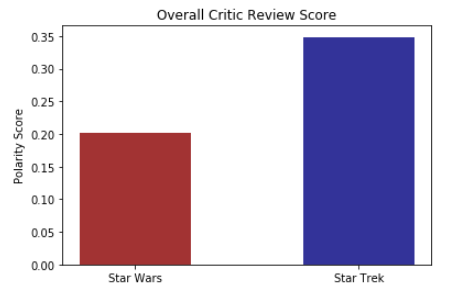 Overall Critic Review Score
Polarity Score
0.35
0.30
0.25
0.20
0.15
0.10
0.05
0.00
Star Wars
Star Trek